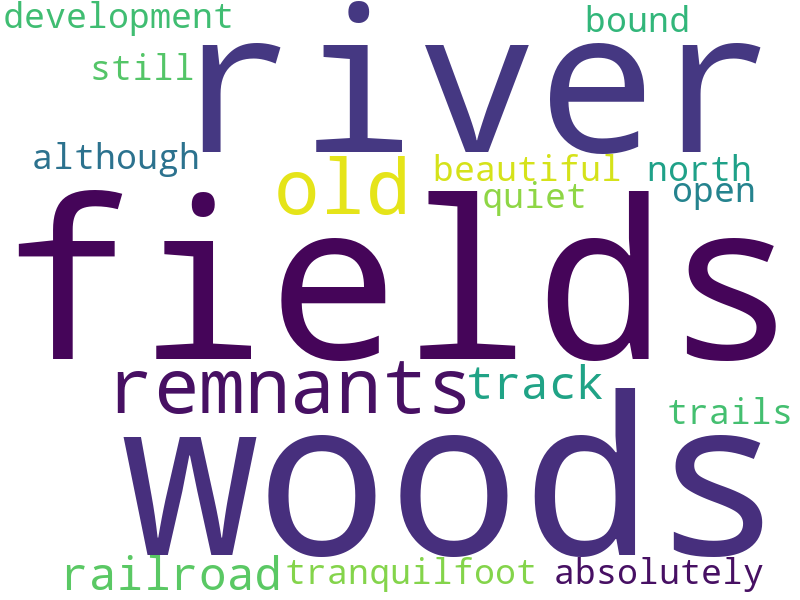 development
bound
river
still
although
old
beautiful
north
quiet
open
fields
remnants
track
trails
woods
railroad
tranquilfoot
absolutely